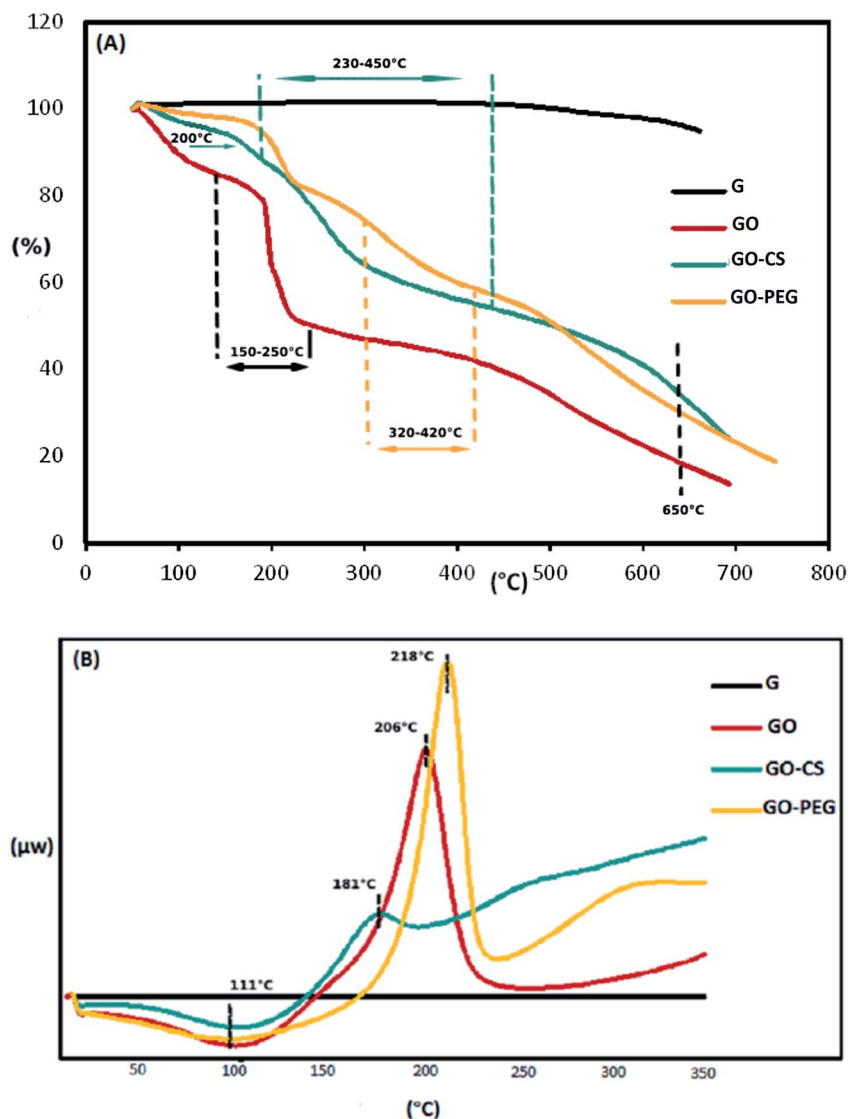 120
(A)
230-450°C
100
200°C
80
(%)
60
40
20
0
150-250°C
320-420°C
650°C
G
GO
GO-CS
GO-PEG
0 100 200 300 400 500 600 700 800
(°C)
(B)
218°C
206°C
181°C
111°C
G
GO
GO-CS
GO-PEG
(µw)
50 100 150 200 250 300 350
(°C)